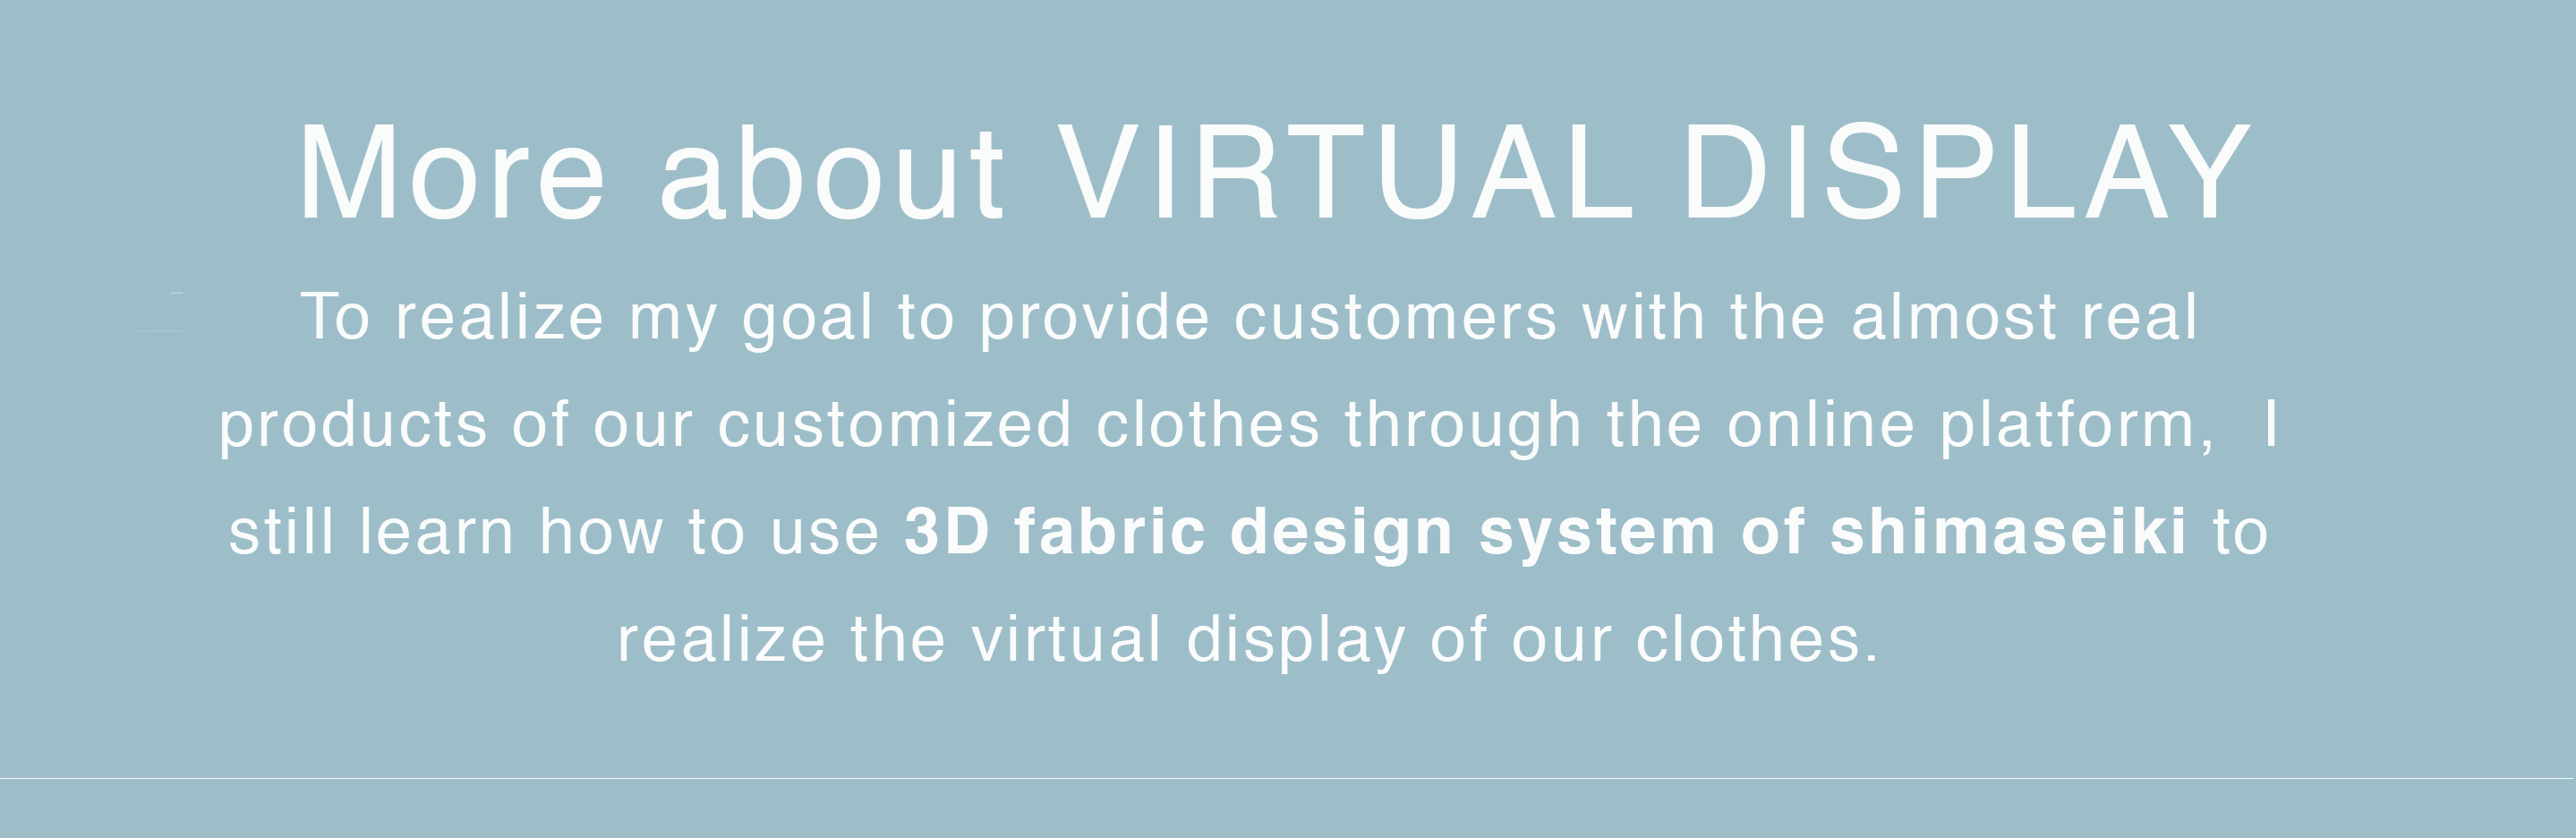 More about VIRTUAL DISPLAY
To realize my goal to provide customers with the almost real
products of our customized clothes through the online platform,  I
still learn how to use 3D fabric design system of shimaseiki to
realize the virtual display of our clothes.